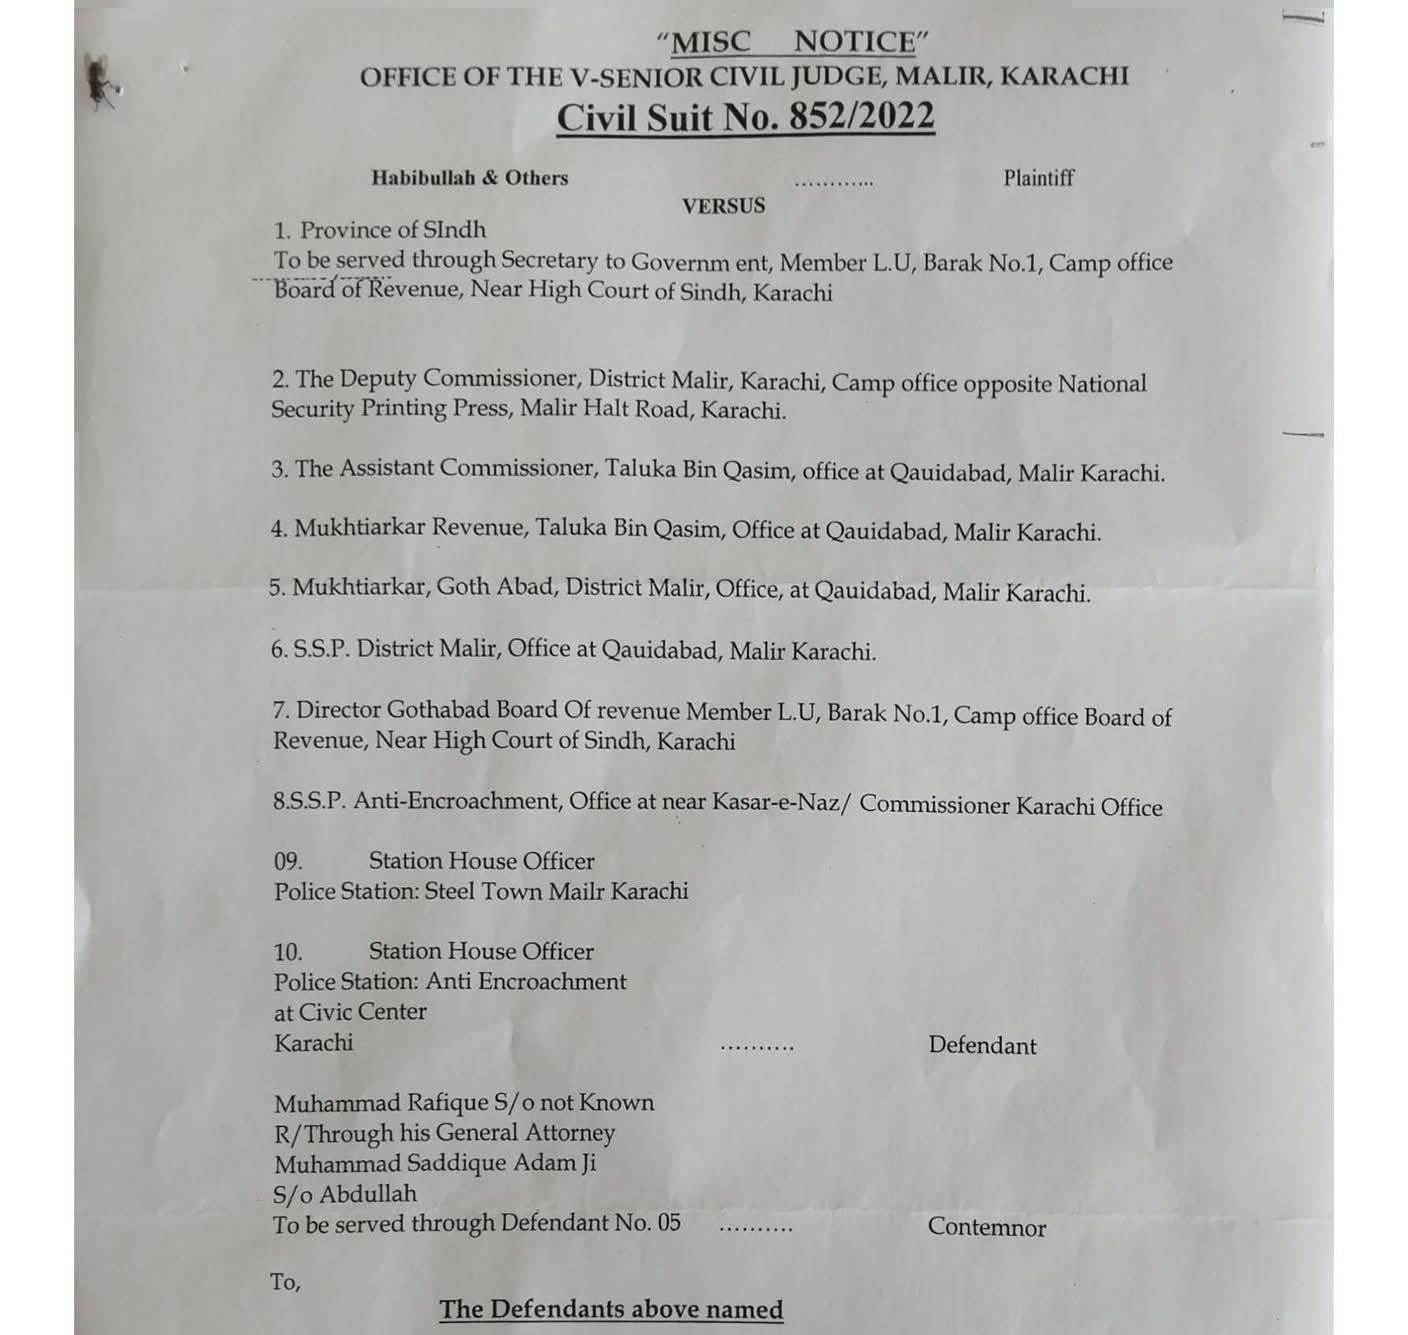 "MISC NOTICE"
OFFICE OF THE V-SENIOR CIVIL JUDGE, MALIR, KARACHI
Civil Suit No. 852/2022
Habibullah & Others ............ Plaintiff
VERSUS
1. Province of SIndh
To be served through Secretary to Governm ent, Member L.U, Barak No.1, Camp office
Board of Revenue, Near High Court of Sindh, Karachi
2. The Deputy Commissioner, District Malir, Karachi, Camp office opposite National
Security Printing Press, Malir Halt Road, Karachi.
3. The Assistant Commissioner, Taluka Bin Qasim, office at Qauidabad, Malir Karachi.
4. Mukhtiarkar Revenue, Taluka Bin Qasim, Office at Qauidabad, Malir Karachi.
5. Mukhtiarkar, Goth Abad, District Malir, Office, at Qauidabad, Malir Karachi.
6. S.S.P. District Malir, Office at Qauidabad, Malir Karachi.
7. Director Gothabad Board Of revenue Member L.U, Barak No.1, Camp office Board of
Revenue, Near High Court of Sindh, Karachi
8.S.S.P. Anti-Encroachment, Office at near Kasar-e-Naz/ Commissioner Karachi Office
09. Station House Officer
Police Station: Steel Town Mailr Karachi
10. Station House Officer
Police Station: Anti Encroachment
at Civic Center
Karachi .......... Defendant
Muhammad Rafique S/o not Known
R/Through his General Attorney
Muhammad Saddique Adam Ji
S/o Abdullah
To be served through Defendant No. 05 .......... Contemnor
To,
The Defendants above named